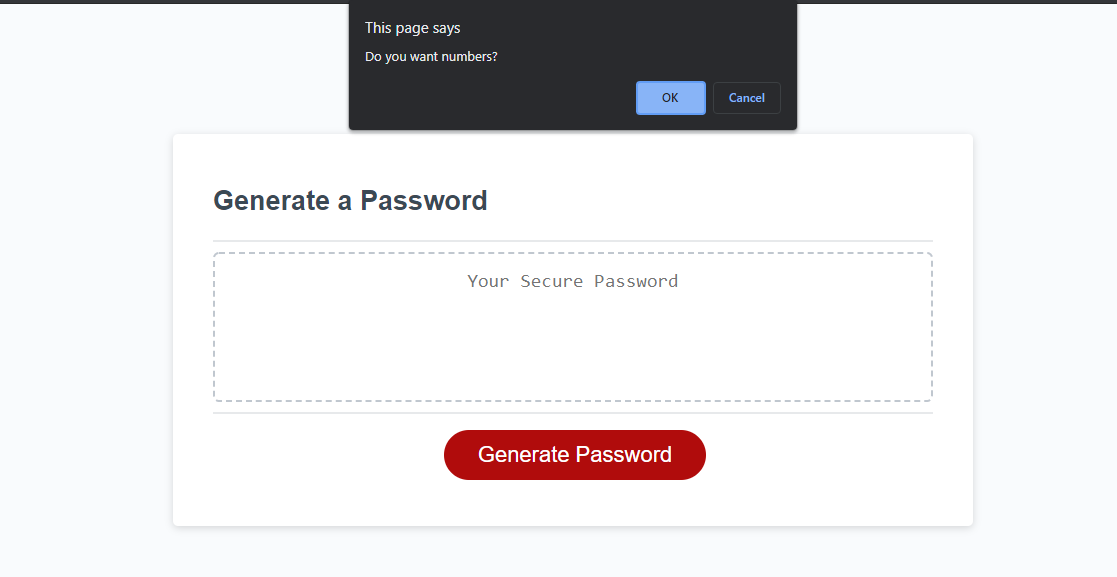 This page says
Do you want numbers?
OK
Cancel
Generate a Password
Your Secure Password
Generate Password